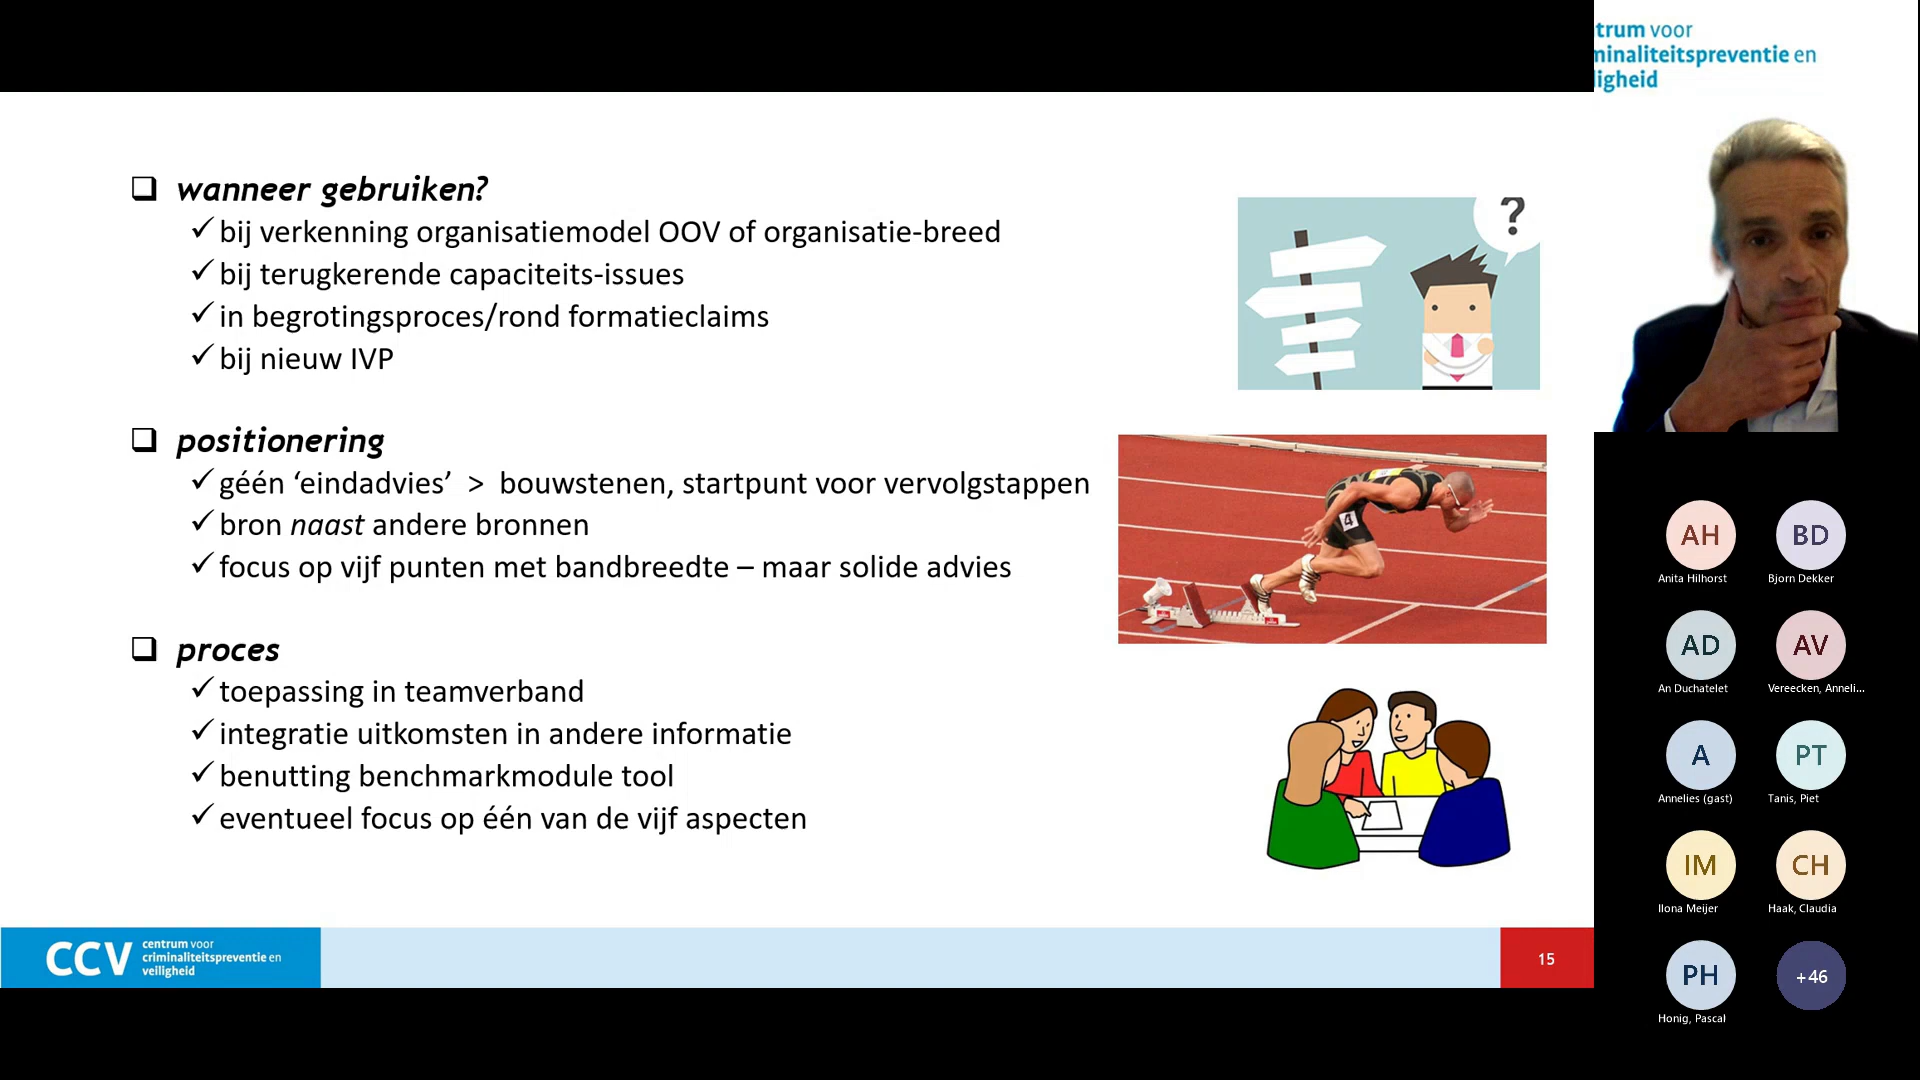 wanneer gebruiken?
bij verkenning organisatiemodel OOV of organisatie-breed
bij terugkerende capaciteits-issues
in begrotingsproces/rond formatieclaims
bij nieuw IVP
positionering
géén ‘eindadvies’ > bouwstenen, startpunt voor vervolgstappen
bron naast andere bronnen
focus op vijf punten met bandbreedte – maar solide advies
proces
toepassing in teamverband
integratie uitkomsten in andere informatie
benutting benchmarkmodule tool
eventueel focus op één van de vijf aspecten
?
4
CCV
centrum voor
criminaliteitspreventie en
veiligheid
15
trum voor
minaliteitspreventie en
ligheid
AH
Anita Hilhorst
BD
Bjorn Dekker
AD
An Duchatelet
AV
Vereecken, Anneli...
A
Annelies (gast)
PT
Tanis, Piet
IM
Ilona Meijer
CH
Haak, Claudia
PH
Honig, Pascal
+46